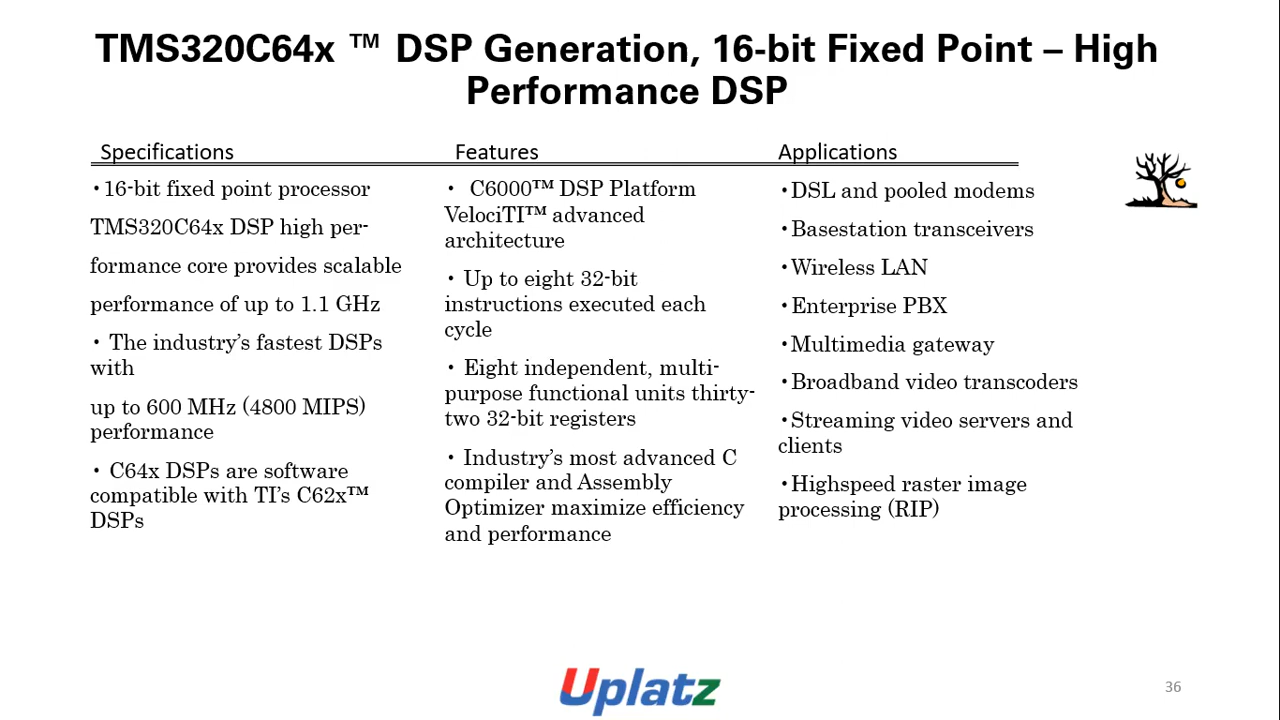 TMS320C64x ™ DSP Generation, 16-bit Fixed Point – High
Performance DSP
Specifications
•16-bit fixed point processor
TMS320C64x DSP high per-
formance core provides scalable
performance of up to 1.1 GHz
• The industry's fastest DSPs
with
up to 600 MHz (4800 MIPS)
performance
• C64x DSPs are software
compatible with TI's C62x™
DSPs
Features
• C6000™ DSP Platform
VelociTI™ advanced
architecture
• Up to eight 32-bit
instructions executed each
cycle
• Eight independent, multi-
purpose functional units thirty-
two 32-bit registers
• Industry's most advanced C
compiler and Assembly
Optimizer maximize efficiency
and performance
Applications
•DSL and pooled modems
•Basestation transceivers
•Wireless LAN
•Enterprise PBX
•Multimedia gateway
•Broadband video transcoders
•Streaming video servers and
clients
•Highspeed raster image
processing (RIP)
Uplatz
36